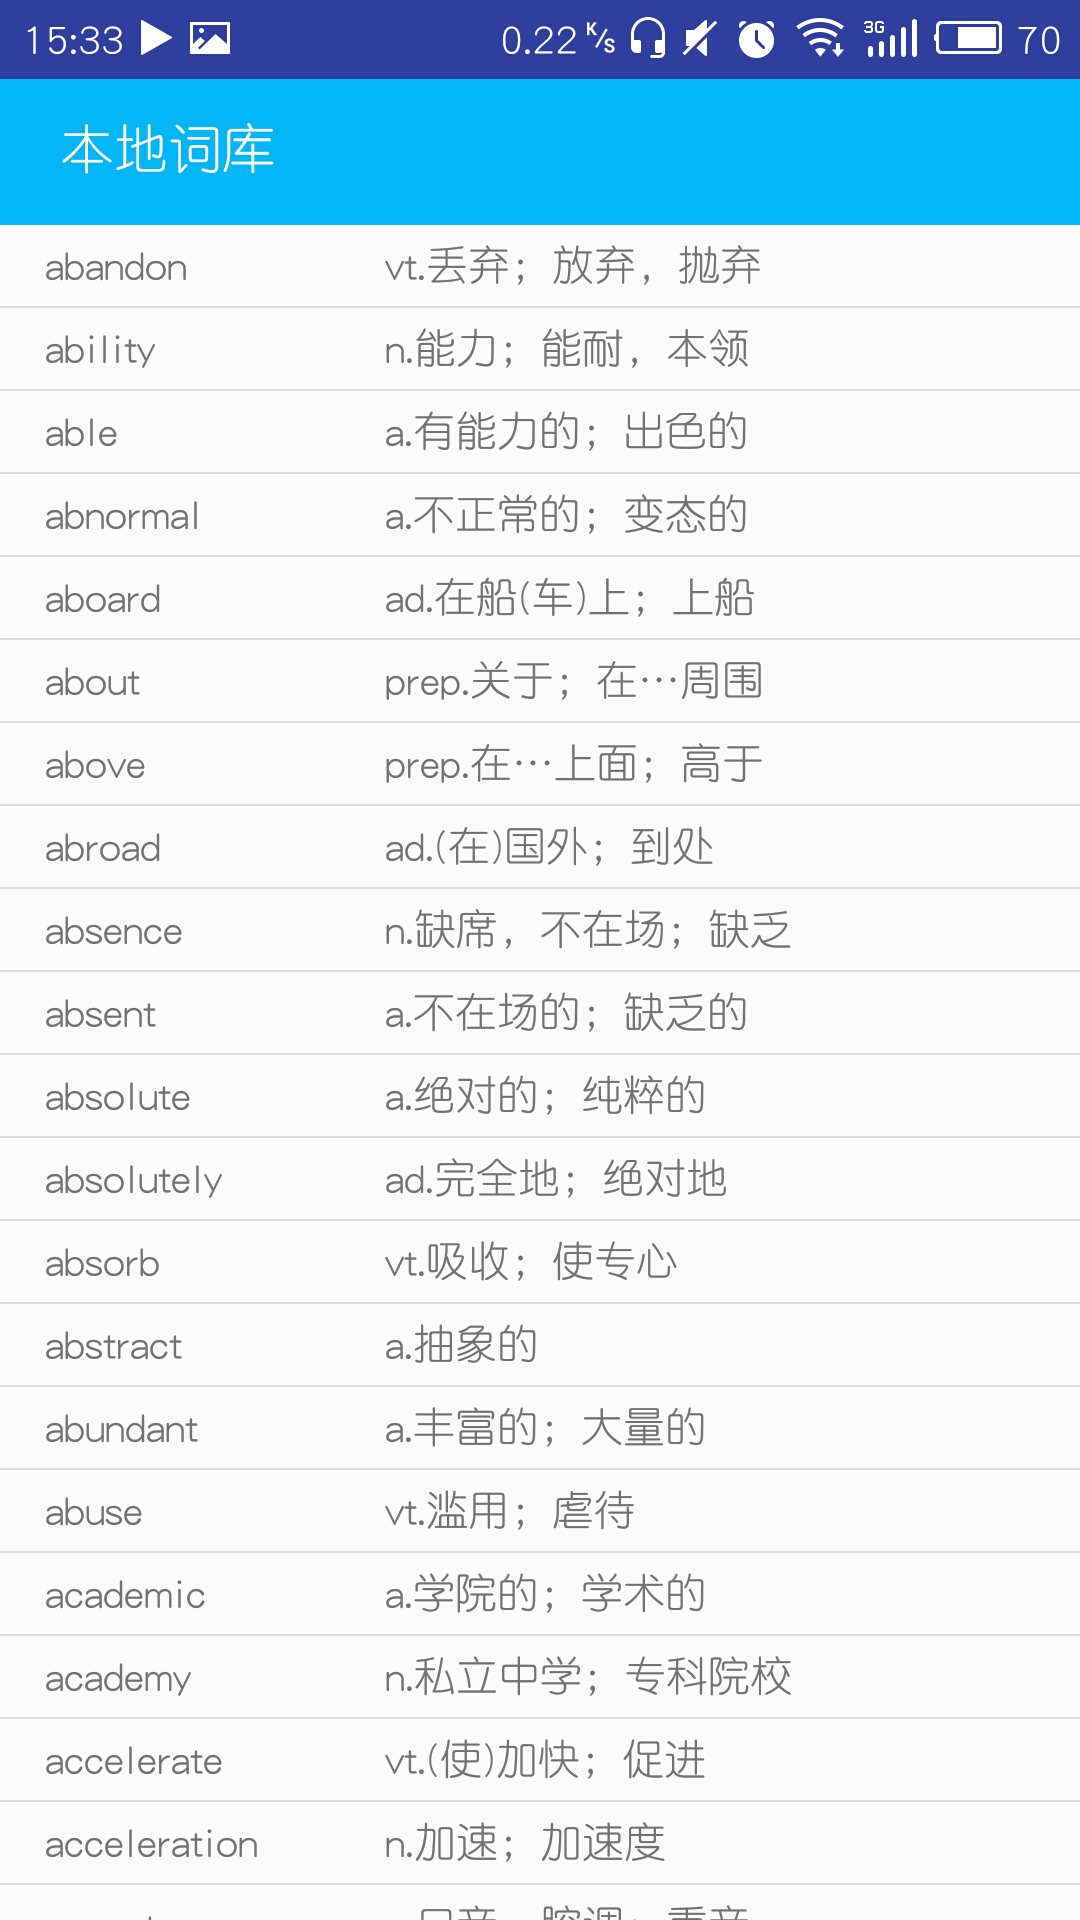 15:33 0.22 K/s 3G 70
本地词库
abandon vt.丢弃；放弃，抛弃
ability n.能力；能耐，本领
able a.有能力的；出色的
abnormal a.不正常的；变态的
aboard ad.在船(车)上；上船
about prep.关于；在…周围
above prep.在…上面；高于
abroad ad.(在)国外；到处
absence n.缺席，不在场；缺乏
absent a.不在场的；缺乏的
absolute a.绝对的；纯粹的
absolutely ad.完全地；绝对地
absorb vt.吸收；使专心
abstract a.抽象的
abundant a.丰富的；大量的
abuse vt.滥用；虐待
academic a.学院的；学术的
academy n.私立中学；专科院校
accelerate vt.(使)加快；促进
acceleration n.加速；加速度